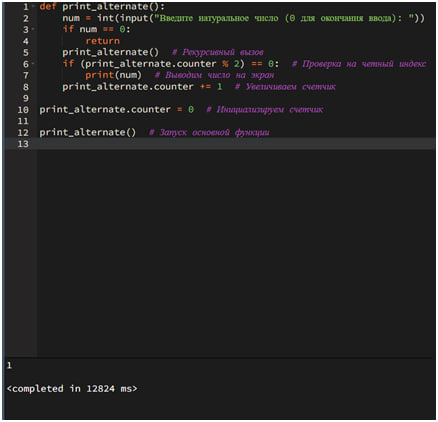 1 def print_alternate():
2     num = int(input("Введите натуральное число (0 для окончания ввода): "))
3     if num == 0:
4         return
5     print_alternate()  # Рекурсивный вызов
6     if (print_alternate.counter % 2) == 0:  # Проверка на четный индекс
7         print(num)  # Выводим число на экран
8     print_alternate.counter += 1  # Увеличиваем счетчик
9
10 print_alternate.counter = 0  # Инициализируем счетчик
11
12 print_alternate()  # Запуск основной функции
13
1
<completed in 12824 ms>